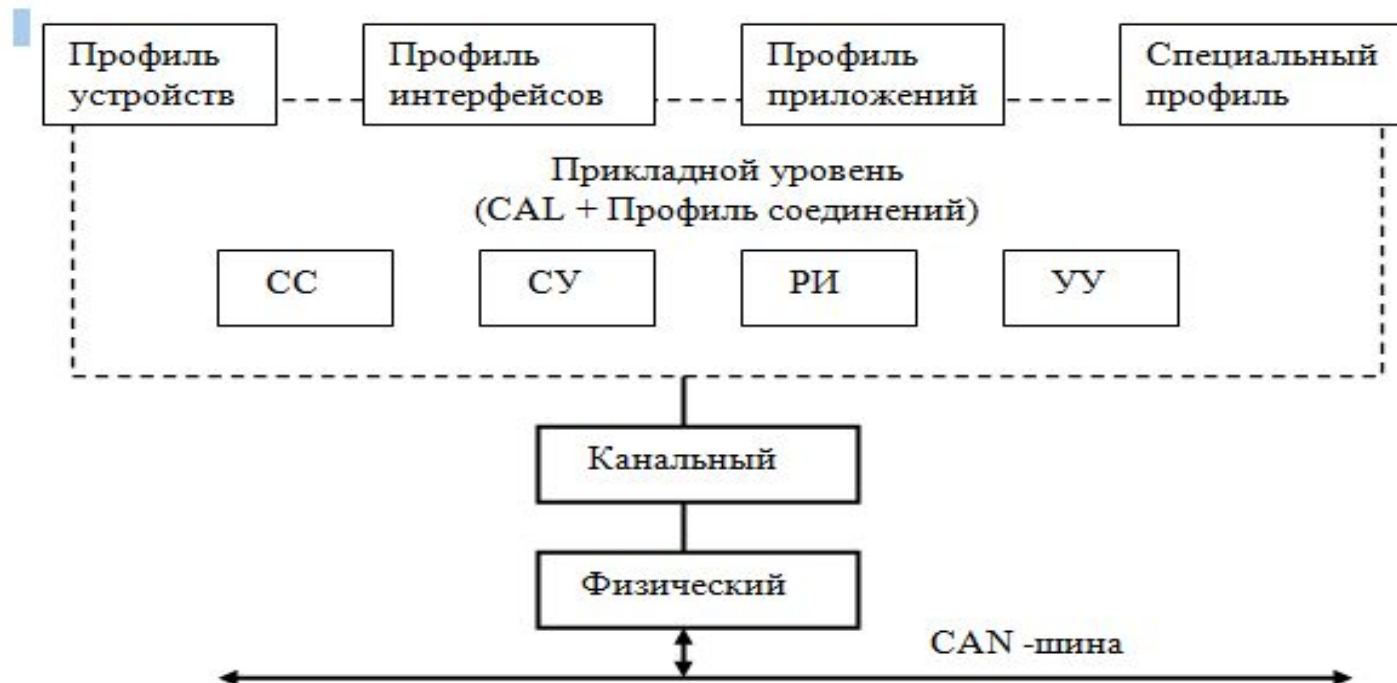 Профиль
устройств
Профиль
интерфейсов
Профиль
приложений
Специальный
профиль
Прикладной уровень
(CAL + Профиль соединений)
СС
СУ
РИ
УУ
Канальный
Физический
CAN -шина